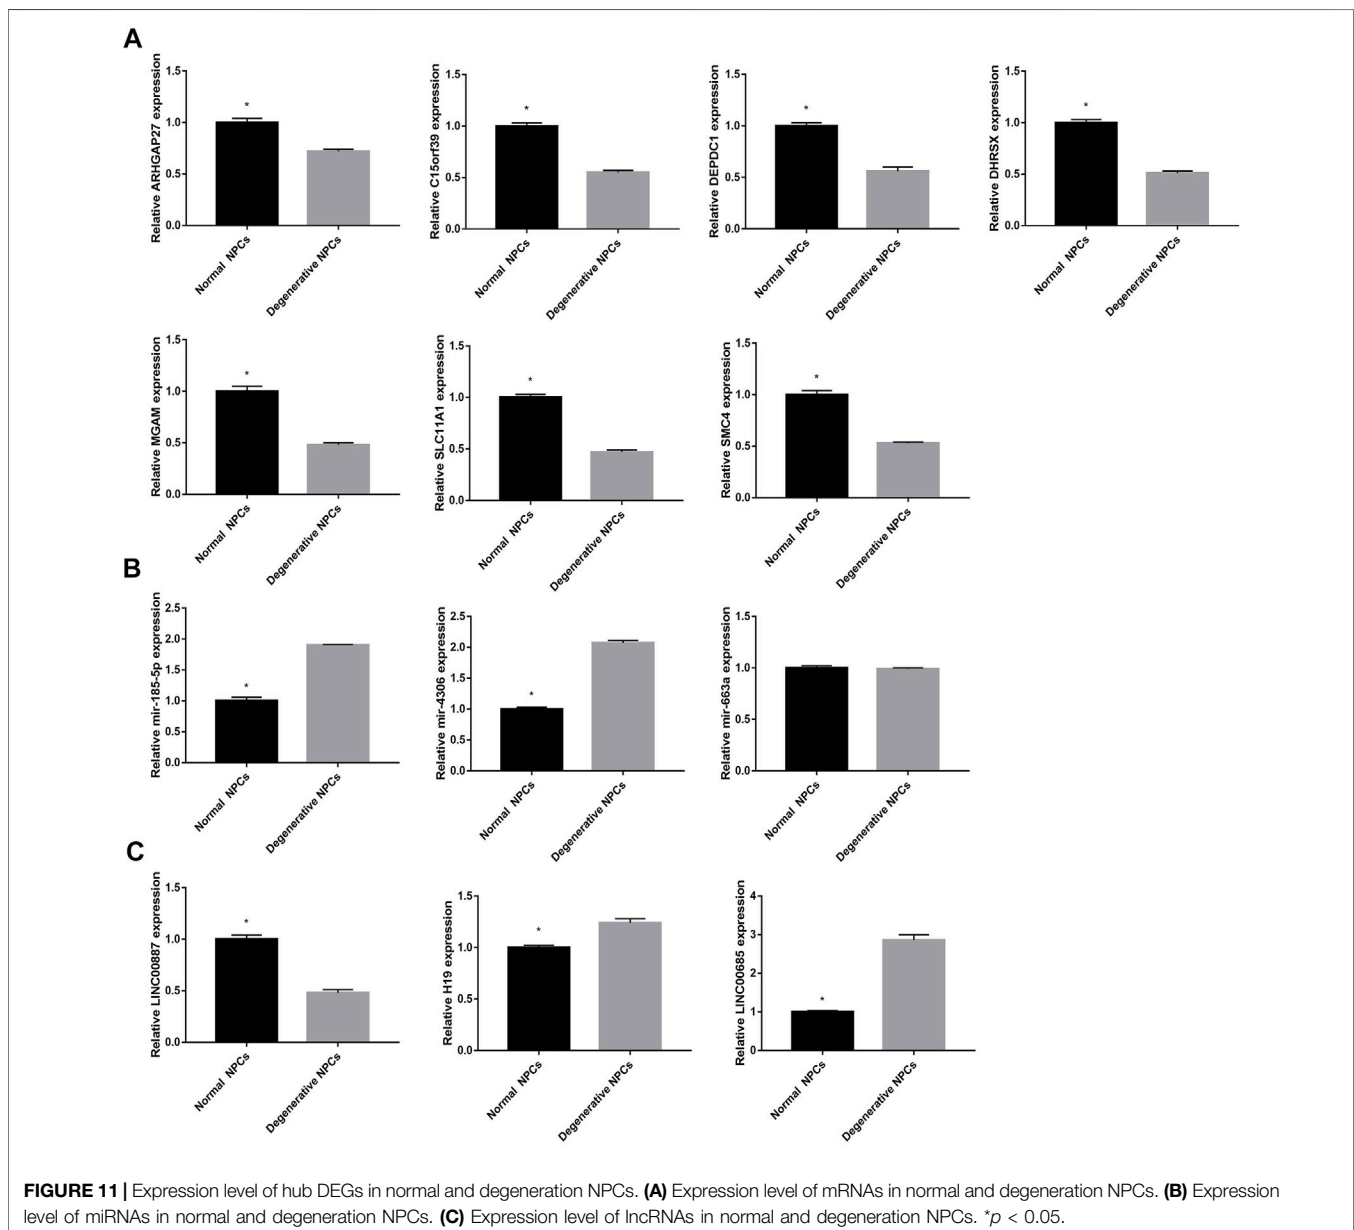 A
Relative ARHGAP27 expression
1.5
1.0
0.5
0.0
*
Normal NPCs
Degenerative NPCs
Relative C15orf39 expression
1.5
1.0
0.5
0.0
*
Normal NPCs
Degenerative NPCs
Relative DEPDC1 expression
1.5
1.0
0.5
0.0
*
Normal NPCs
Degenerative NPCs
Relative DHRSX expression
1.5
1.0
0.5
0.0
*
Normal NPCs
Degenerative NPCs
Relative MGAM expression
1.5
1.0
0.5
0.0
*
Normal NPCs
Degenerative NPCs
Relative SLC11A1 expression
1.5
1.0
0.5
0.0
*
Normal NPCs
Degenerative NPCs
Relative SMC4 expression
1.5
1.0
0.5
0.0
*
Normal NPCs
Degenerative NPCs
B
Relative mir-185-5p expression
2.5
2.0
1.5
1.0
0.5
0.0
*
Normal NPCs
Degenerative NPCs
Relative mir-4306 expression
2.5
2.0
1.5
1.0
0.5
0.0
*
Normal NPCs
Degenerative NPCs
Relative mir-663a expression
1.5
1.0
0.5
0.0
Normal NPCs
Degenerative NPCs
C
Relative LINC00887 expression
1.5
1.0
0.5
0.0
*
Normal NPCs
Degenerative NPCs
Relative H19 expression
1.5
1.0
0.5
0.0
*
Normal NPCs
Degenerative NPCs
Relative LINC00685 expression
4
3
2
1
0
*
Normal NPCs
Degenerative NPCs
FIGURE 11 | Expression level of hub DEGs in normal and degeneration NPCs. (A) Expression level of mRNAs in normal and degeneration NPCs. (B) Expression
level of miRNAs in normal and degeneration NPCs. (C) Expression level of lncRNAs in normal and degeneration NPCs. *p < 0.05.